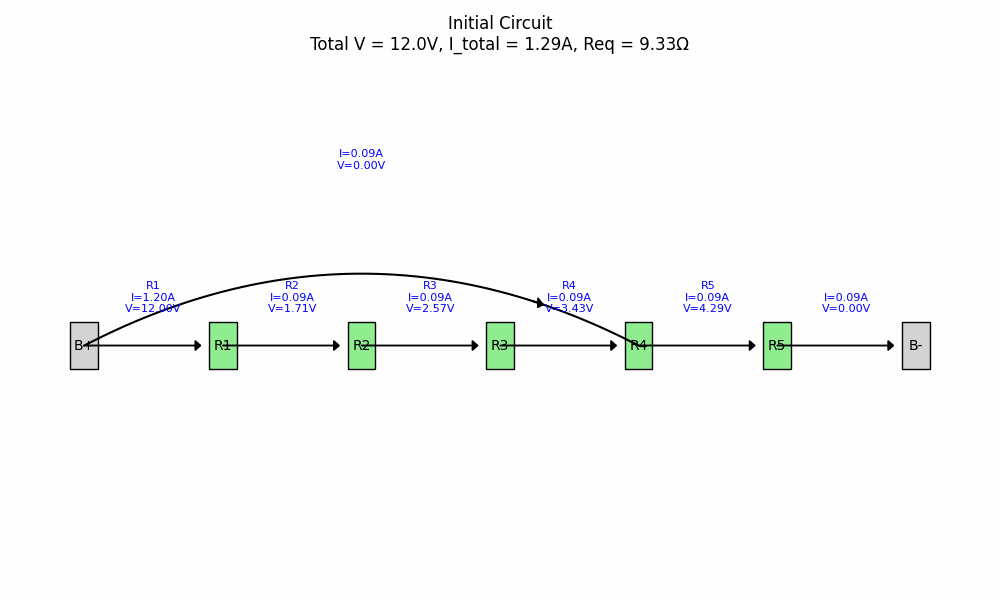 Initial Circuit
Total V = 12.0V, I_total = 1.29A, Req = 9.33Ω
I=0.09A
V=0.00V
R1
I=1.20A
V=12.00V
R2
I=0.09A
V=1.71V
R3
I=0.09A
V=2.57V
R4
I=0.09A
V=3.43V
R5
I=0.09A
V=4.29V
I=0.09A
V=0.00V
B+
R1
R2
R3
R4
R5
B-